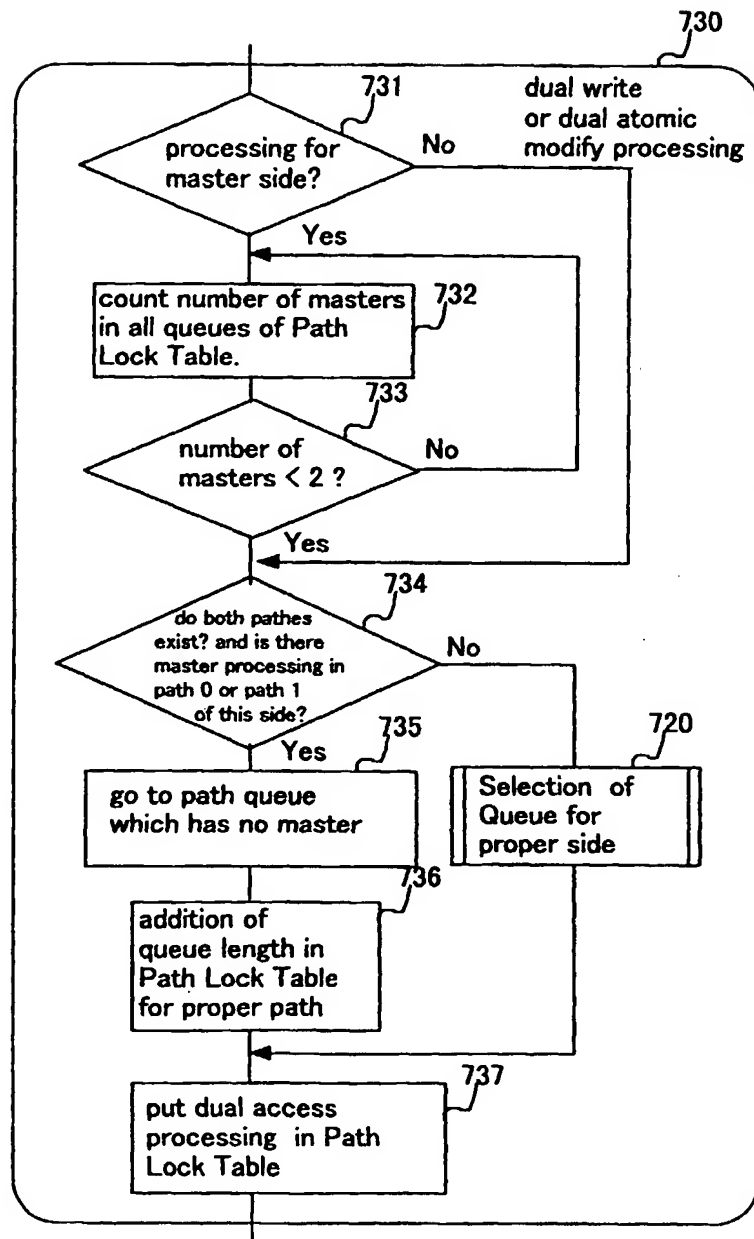 730
dual write
or dual atomic
modify processing
731
processing for
master side?
No
Yes
count number of masters
in all queues of Path
Lock Table.
732
733
number of
masters < 2 ?
No
Yes
734
do both pathes
exist? and is there
master processing in
path 0 or path 1
of this side?
No
Yes
735
go to path queue
which has no master
720
Selection of
Queue for
proper side
736
addition of
queue length in
Path Lock Table
for proper path
737
put dual access
processing in Path
Lock Table